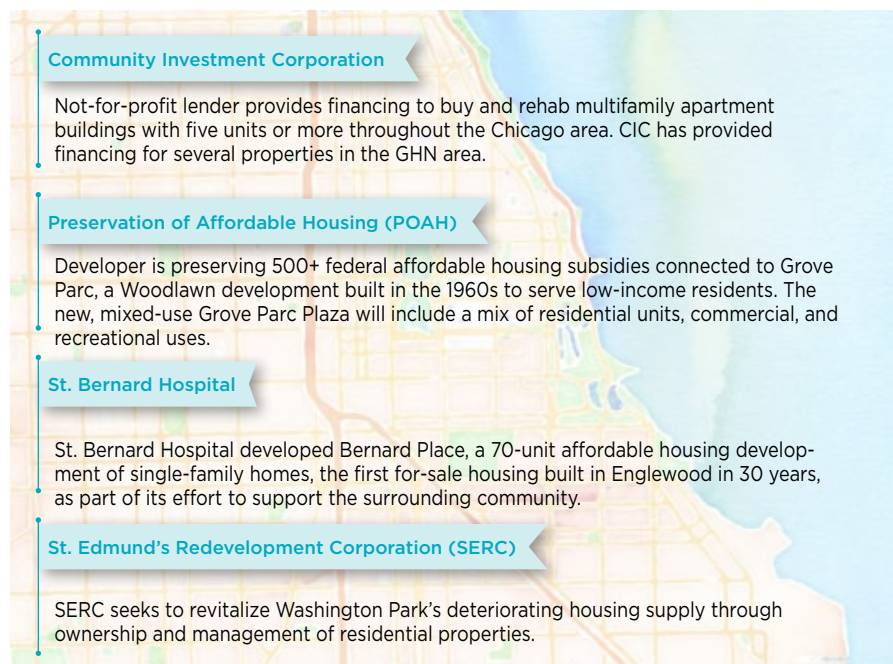 Community Investment Corporation
Not-for-profit lender provides financing to buy and rehab multifamily apartment
buildings with five units or more throughout the Chicago area. CIC has provided
financing for several properties in the GHN area.
Preservation of Affordable Housing (POAH)
Developer is preserving 500+ federal affordable housing subsidies connected to Grove
Parc, a Woodlawn development built in the 1960s to serve low-income residents. The
new, mixed-use Grove Parc Plaza will include a mix of residential units, commercial, and
recreational uses.
St. Bernard Hospital
St. Bernard Hospital developed Bernard Place, a 70-unit affordable housing develop-
ment of single-family homes, the first for-sale housing built in Englewood in 30 years,
as part of its effort to support the surrounding community.
St. Edmund's Redevelopment Corporation (SERC)
SERC seeks to revitalize Washington Park's deteriorating housing supply through
ownership and management of residential properties.